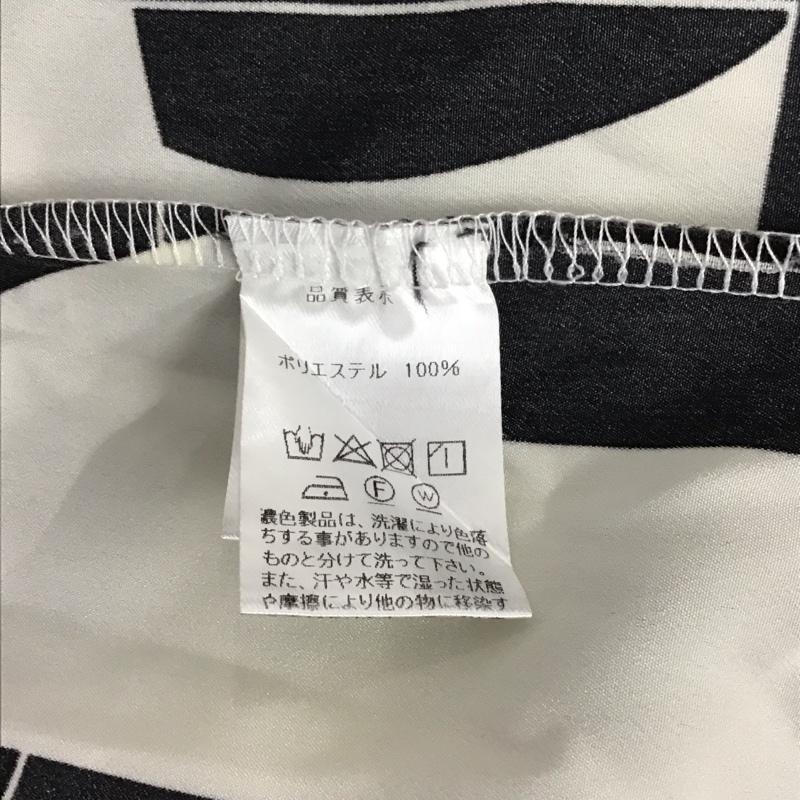 品質表示
ポリエステル 100%
F W
濃色製品は、洗濯により色落
ちする事がありますので他の
ものと分けて洗って下さい。
また、汗や水等で湿った状態
や摩擦により他の物に移染す